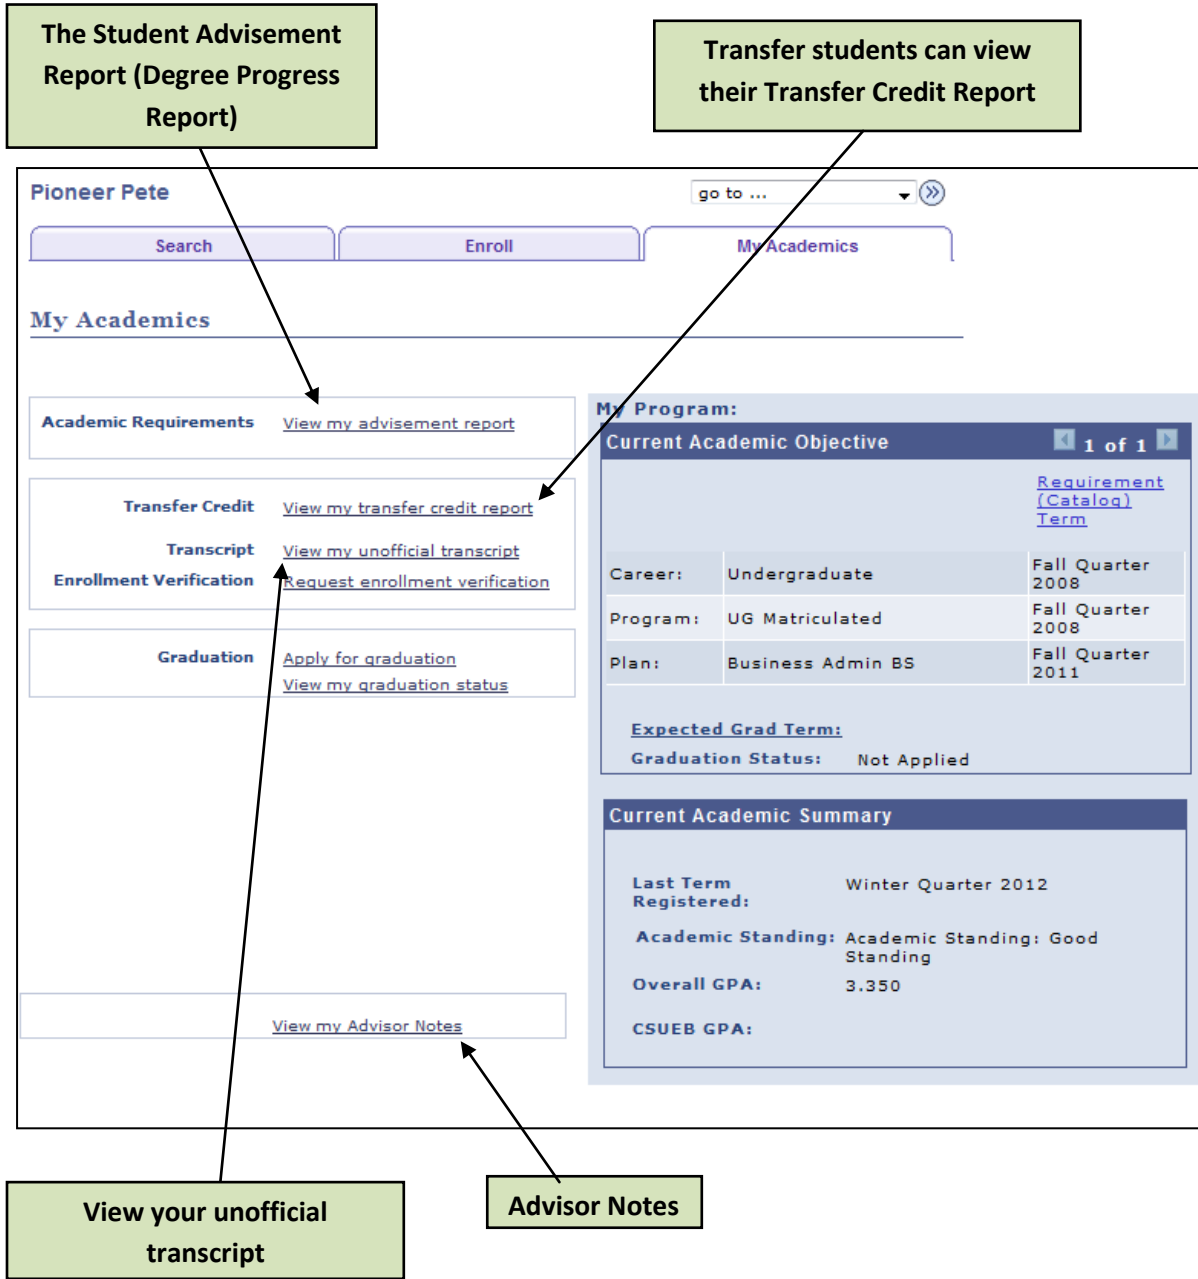 The Student Advisement
Report (Degree Progress
Report)
Transfer students can view
their Transfer Credit Report
Pioneer Pete
go to ...
Search
Enroll
My Academics
My Academics
Academic Requirements View my advisement report
Transfer Credit View my transfer credit report
Transcript View my unofficial transcript
Enrollment Verification Request enrollment verification
Graduation Apply for graduation
View my graduation status
View my Advisor Notes
My Program:
Current Academic Objective 1 of 1
Requirement
(Catalog)
Term
Career: Undergraduate Fall Quarter
2008
Program: UG Matriculated Fall Quarter
2008
Plan: Business Admin BS Fall Quarter
2011
Expected Grad Term:
Graduation Status: Not Applied
Current Academic Summary
Last Term Winter Quarter 2012
Registered:
Academic Standing: Academic Standing: Good
Standing
Overall GPA: 3.350
CSUEB GPA:
View your unofficial
transcript
Advisor Notes